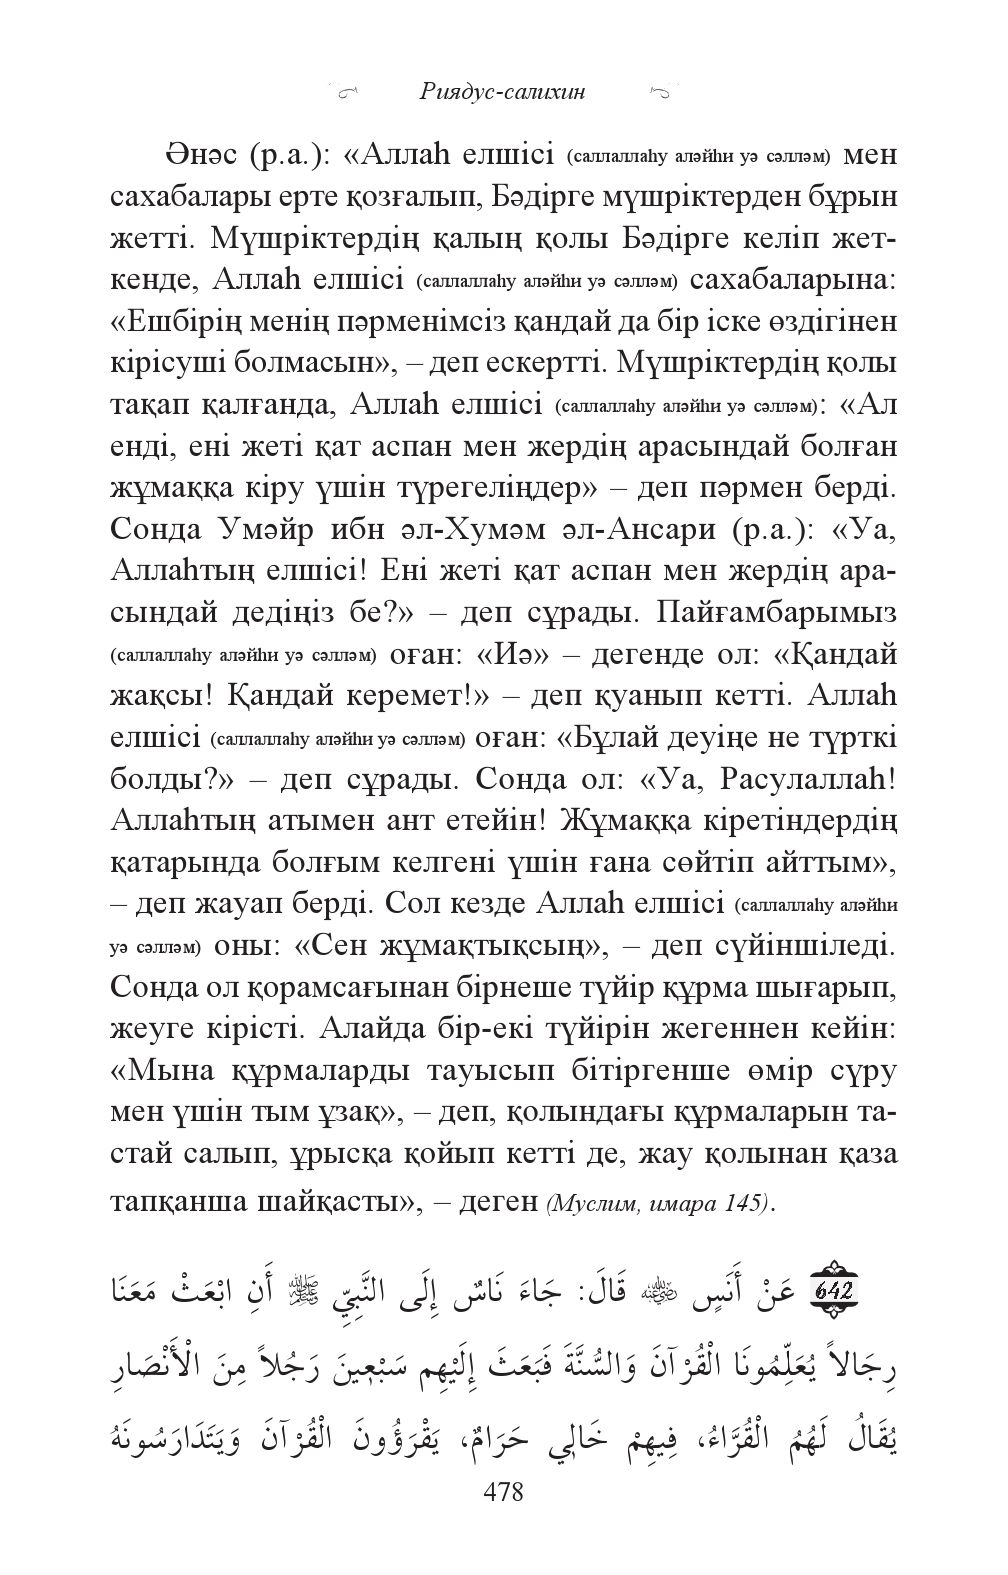 Риядус-салихин
Әнәс (р.а.): «Аллаһ елшісі (саллаллаһу аләйһи уә сәлләм) мен
сахабалары ерте қозғалып, Бәдірге мүшріктерден бұрын
жетті. Мүшріктердің қалың қолы Бәдірге келіп жет-
кенде, Аллаһ елшісі (саллаллаһу аләйһи уә сәлләм) сахабаларына:
«Ешбірің менің пәрменімсіз қандай да бір іске өздігінен
кірісуші болмасын», – деп ескертті. Мүшріктердің қолы
тақап қалғанда, Аллаһ елшісі (саллаллаһу аләйһи уә сәлләм): «Ал
енді, ені жеті қат аспан мен жердің арасындай болған
жұмаққа кіру үшін түрегеліңдер» – деп пәрмен берді.
Сонда Умәйр ибн әл-Хумәм әл-Ансари (р.а.): «Уа,
Аллаһтың елшісі! Ені жеті қат аспан мен жердің ара-
сындай дедіңіз бе?» – деп сұрады. Пайғамбарымыз
(саллаллаһу аләйһи уә сәлләм) оған: «Иә» – дегенде ол: «Қандай
жақсы! Қандай керемет!» – деп қуанып кетті. Аллаһ
елшісі (саллаллаһу аләйһи уә сәлләм) оған: «Бұлай деуіңе не түрткі
болды?» – деп сұрады. Сонда ол: «Уа, Расулаллаһ!
Аллаһтың атымен ант етейін! Жұмаққа кіретіндердің
қатарында болғым келгені үшін ғана сөйтіп айттым»,
– деп жауап берді. Сол кезде Аллаһ елшісі (саллаллаһу аләйһи
уә сәлләм) оны: «Сен жұмақтықсың», – деп сүйіншіледі.
Сонда ол қорамсағынан бірнеше түйір құрма шығарып,
жеуге кірісті. Алайда бір-екі түйірін жегеннен кейін:
«Мына құрмаларды тауысып бітіргенше өмір сүру
мен үшін тым ұзақ», – деп, қолындағы құрмаларын та-
стай салып, ұрысқа қойып кетті де, жау қолынан қаза
тапқанша шайқасты», – деген (Муслим, имара 145).
642 عَنْ أَنَسٍ ﵁ قَالَ: جَاءَ نَاسٌ إِلَى النَّبِيِّ ﷺ أَنِ ابْعَثْ مَعَنَا
رِجَالاً يُعَلِّمُونَا الْقُرْآنَ وَالسُّنَّةَ فَبَعَثَ إِلَيْهِم سَبْعِينَ رَجُلاً مِنَ الْأَنْصَارِ
يُقَالُ لَهُمُ الْقُرَّاءُ، فِيهِمْ خَالِي حَرَامٌ، يَقْرَؤُونَ الْقُرْآنَ وَيَتَدَارَسُونَهُ
478